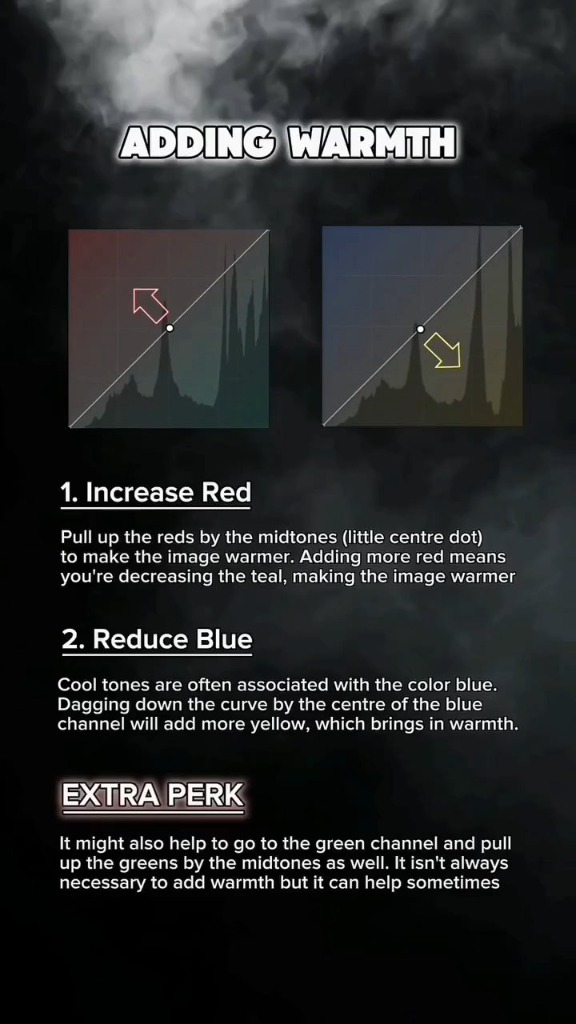 ADDING WARMTH
1. Increase Red
Pull up the reds by the midtones (little centre dot)
to make the image warmer. Adding more red means
you're decreasing the teal, making the image warmer
2. Reduce Blue
Cool tones are often associated with the color blue.
Dagging down the curve by the centre of the blue
channel will add more yellow, which brings in warmth.
EXTRA PERK
It might also help to go to the green channel and pull
up the greens by the midtones as well. It isn't always
necessary to add warmth but it can help sometimes